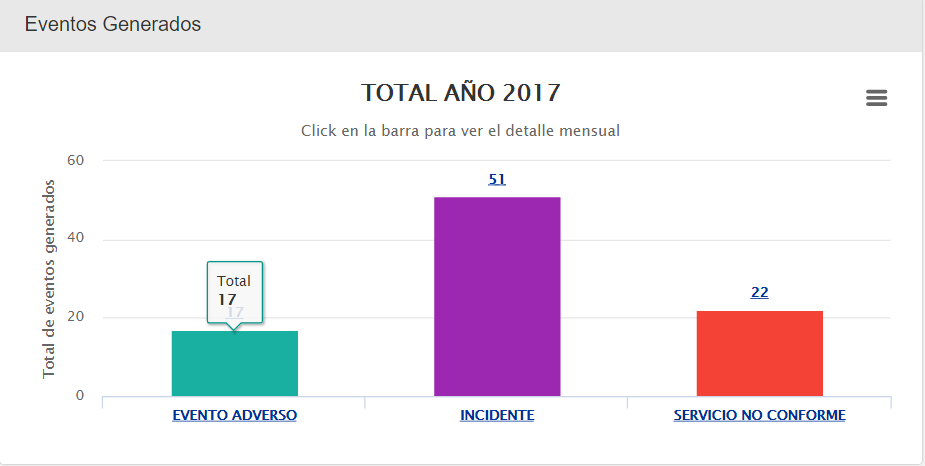 Eventos Generados
TOTAL AÑO 2017
Click en la barra para ver el detalle mensual
Total de eventos generados
60
40
20
0
51
22
Total
17
17
EVENTO ADVERSO
INCIDENTE
SERVICIO NO CONFORME